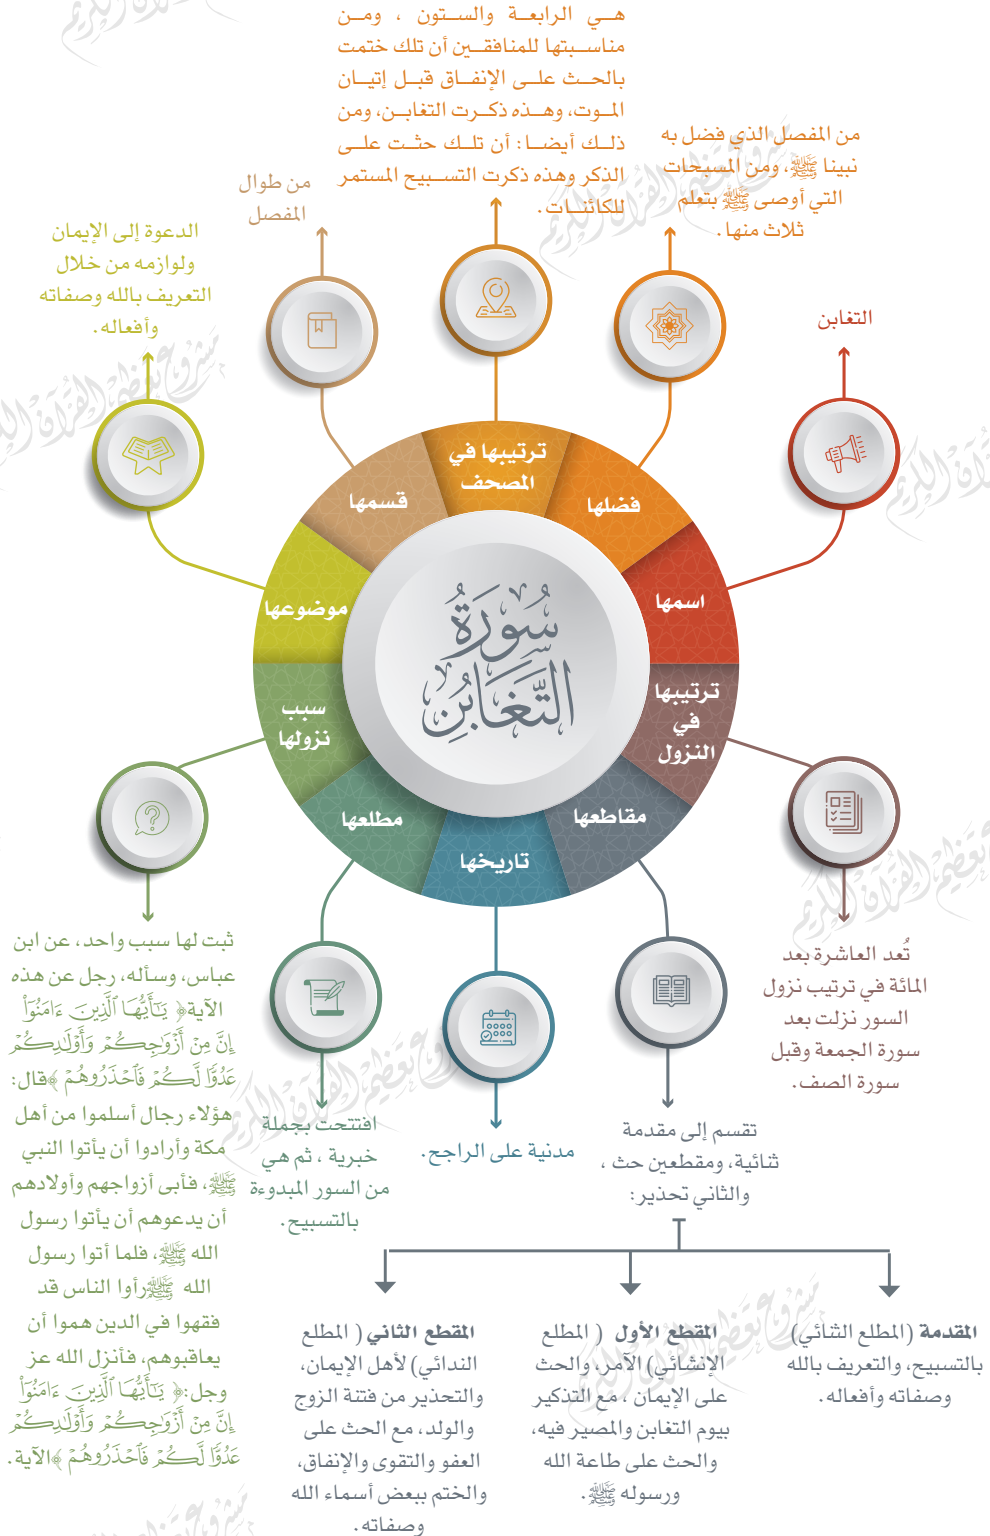 هي الرابعة والستون ، ومن
مناسبتها للمنافقين أن تلك ختمت
بالحث على الإنفاق قبل إتيان
الموت، وهذه ذكرت التغابن، ومن
ذلك أيضا: أن تلك حثت على
الذكر وهذه ذكرت التسبيح المستمر
للكائنات.
من المفصل الذي فضل به
نبينا ﷺ، ومن المسبحات
التي أوصى ﷺ بتعلم
ثلاث منها.
من طوال
المفصل
الدعوة إلى الإيمان
ولوازمه من خلال
التعريف بالله وصفاته
وأفعاله.
التغابن
ترتيبها في
المصحف
فضلها
قسمها
اسمها
موضوعها
سُورَةُ
التَّغَابُنِ
ترتيبها
في
النزول
سبب
نزولها
مقاطعها
مطلعها
تاريخها
تُعد العاشرة بعد
المائة في ترتيب نزول
السور نزلت بعد
سورة الجمعة وقبل
سورة الصف.
تقسم إلى مقدمة
ثنائية، ومقطعين حث ،
والثاني تحذير:
مدنية على الراجح.
افتتحت بجملة
خبرية ، ثم هي
من السور المبدوءة
بالتسبيح.
ثبت لها سبب واحد، عن ابن
عباس، وسأله، رجل عن هذه
الآية﴿ يَٰٓأَيُّهَا ٱلَّذِينَ ءَامَنُوٓاْ
إِنَّ مِنْ أَزْوَٰجِكُمْ وَأَوْلَٰدِكُمْ
عَدُوّٗا لَّكُمْ فَٱحْذَرُوهُمْ ﴾قال:
هؤلاء رجال أسلموا من أهل
مكة وأرادوا أن يأتوا النبي
ﷺ، فأبى أزواجهم وأولادهم
أن يدعوهم أن يأتوا رسول
الله ﷺ، فلما أتوا رسول
الله ﷺرأوا الناس قد
فقهوا في الدين هموا أن
يعاقبوهم، فأنزل الله عز
وجل:﴿ يَٰٓأَيُّهَا ٱلَّذِينَ ءَامَنُوٓاْ
إِنَّ مِنْ أَزْوَٰجِكُمْ وَأَوْلَٰدِكُمْ
عَدُوّٗا لَّكُمْ فَٱحْذَرُوهُمْ ﴾الآية.
المقدمة (المطلع الثنائي)
بالتسبيح، والتعريف بالله
وصفاته وأفعاله.
المقطع الأول ( المطلع
الإنشائي) الآمر، والحث
على الإيمان ، مع التذكير
بيوم التغابن والمصير فيه،
والحث على طاعة الله
ورسوله ﷺ.
المقطع الثاني ( المطلع
الندائي) لأهل الإيمان،
والتحذير من فتنة الزوج
والولد، مع الحث على
العفو والتقوى والإنفاق،
والختم ببعض أسماء الله
وصفاته.
مشروع تعظيم القرآن الكريم